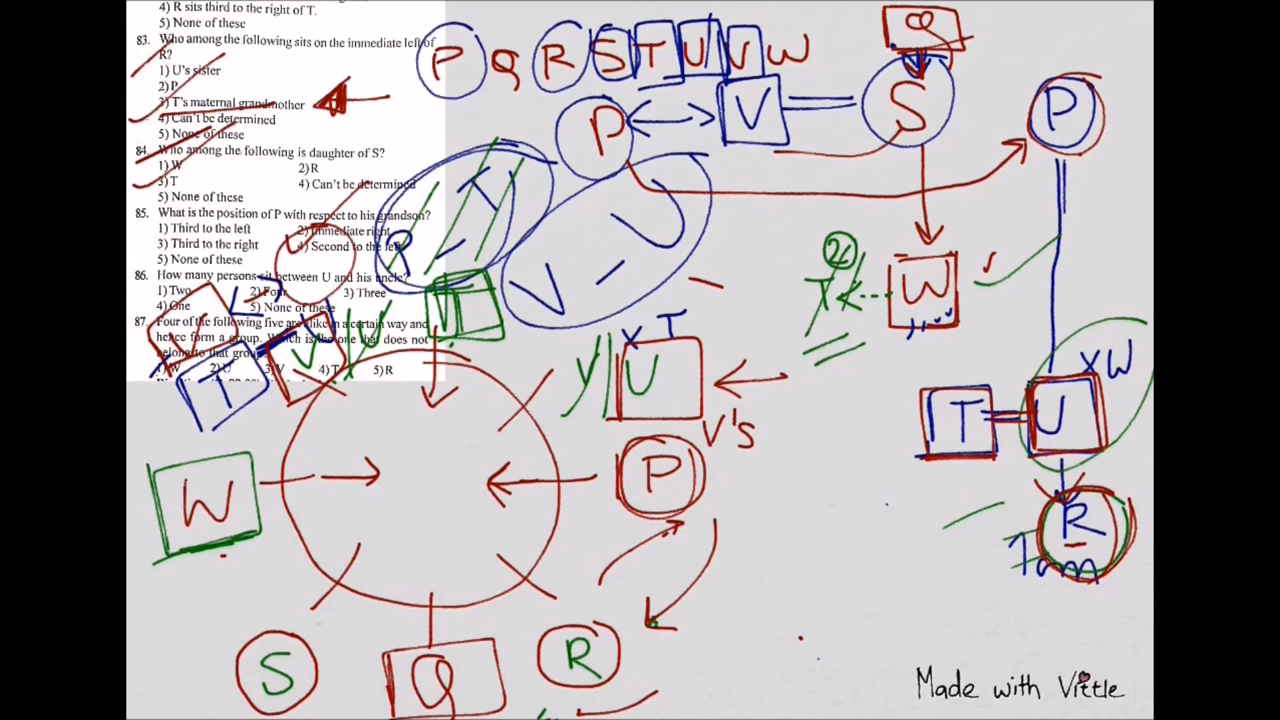 4) R sits third to the right of T.
5) None of these
83. Who among the following sits on the immediate left of
R?
1) U's sister
2) P
3) T's maternal grandmother
4) Can't be determined
5) None of these
84. Who among the following is daughter of S?
1) W 2) R
3) T 4) Can't be determined
5) None of these
85. What is the position of P with respect to his grandson?
1) Third to the left 2) Immediate right
3) Third to the right 4) Second to the left
5) None of these
86. How many persons sit between U and his uncle?
1) Two 2) Four 3) Three
4) One 5) None of these
87. Four of the following five are alike in a certain way and
hence form a group. Which is the one that does not
belong to that group?
1) W 2) U 3) V 4) T 5) R
P Q R S T U V W
Q
P V S P
R T
V U
W
T
x T
U
V's
x W
T U
R
T V
W
P
S Q R
Made with Vittle